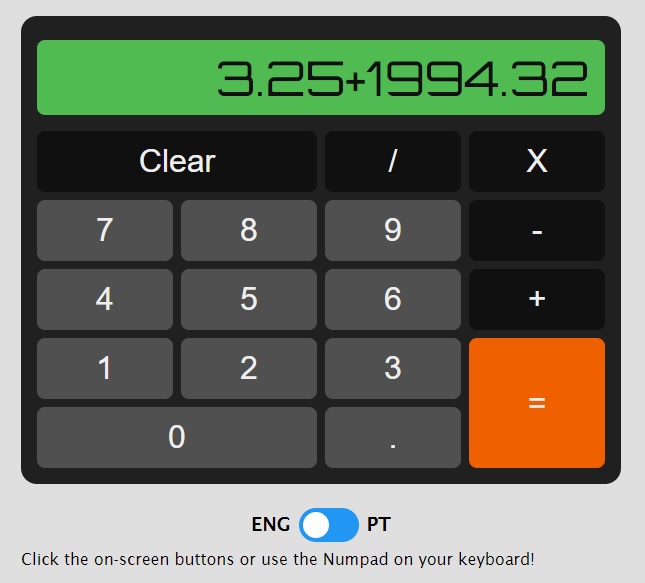 3.25+1994.32
Clear / X
7 8 9 -
4 5 6 +
1 2 3
=
0 .
ENG PT
Click the on-screen buttons or use the Numpad on your keyboard!